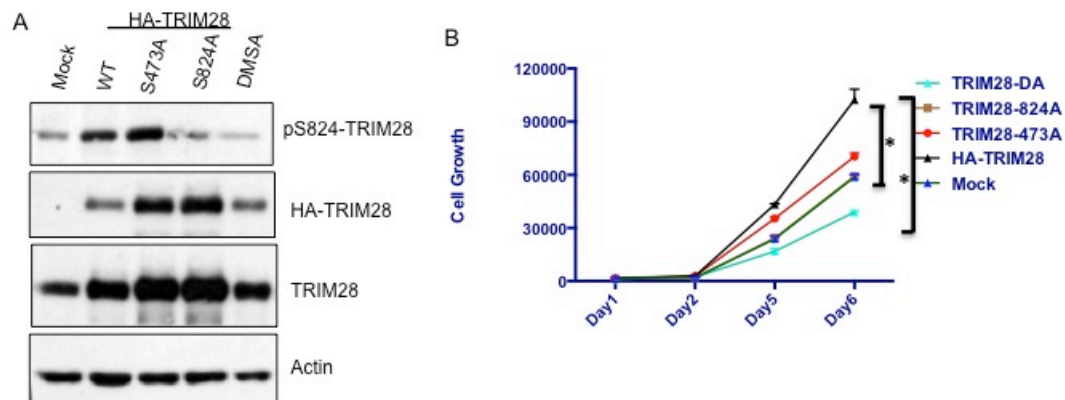 A
HA-TRIM28
Mock
WT
S473A
S824A
DMSA
pS824-TRIM28
HA-TRIM28
TRIM28
Actin
B
Cell Growth
120000
90000
60000
30000
0
Day1
Day2
Day5
Day6
*
*
TRIM28-DA
TRIM28-824A
TRIM28-473A
HA-TRIM28
Mock